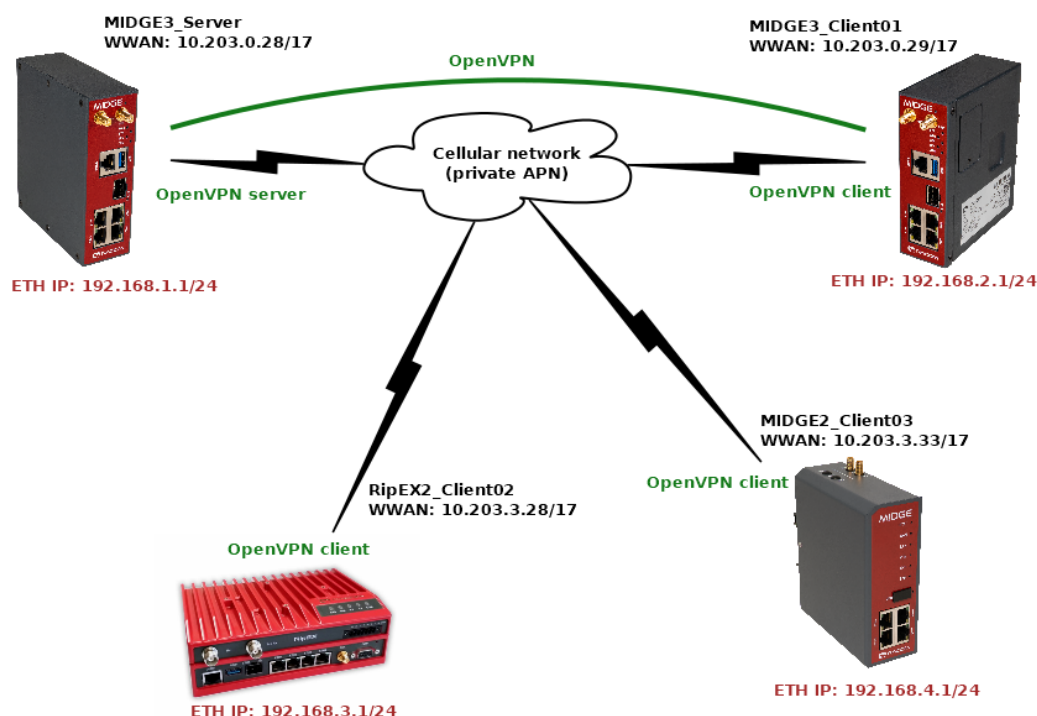 MIDGE3_Server
WWAN: 10.203.0.28/17
MIDGE3_Client01
WWAN: 10.203.0.29/17
OpenVPN
MIDGE
MIDGE
Cellular network
(private APN)
OpenVPN server
OpenVPN client
ETH IP: 192.168.1.1/24
ETH IP: 192.168.2.1/24
MIDGE2_Client03
WWAN: 10.203.3.33/17
OpenVPN client
RipEX2_Client02
WWAN: 10.203.3.28/17
OpenVPN client
MIDGE
ETH IP: 192.168.4.1/24
ETH IP: 192.168.3.1/24